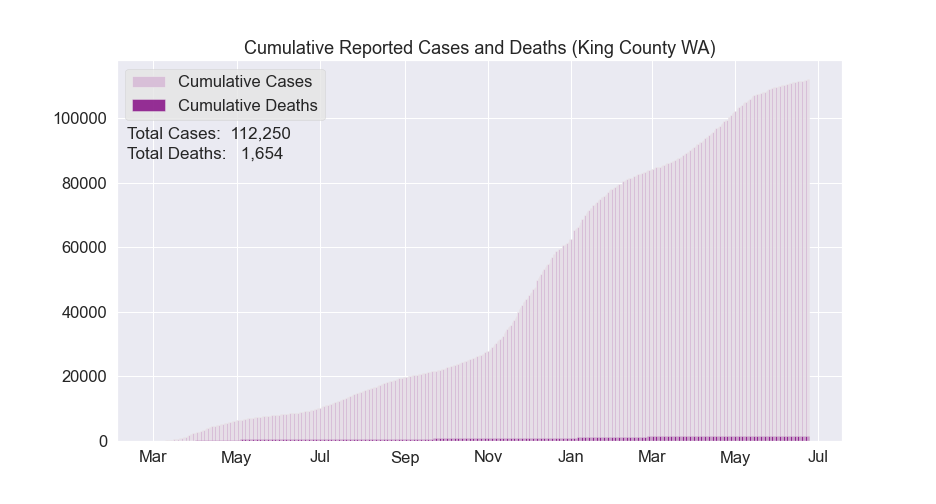 Cumulative Reported Cases and Deaths (King County WA)
Cumulative Cases
Cumulative Deaths
Total Cases:  112,250
Total Deaths:   1,654
100000
80000
60000
40000
20000
0
Mar May Jul Sep Nov Jan Mar May Jul